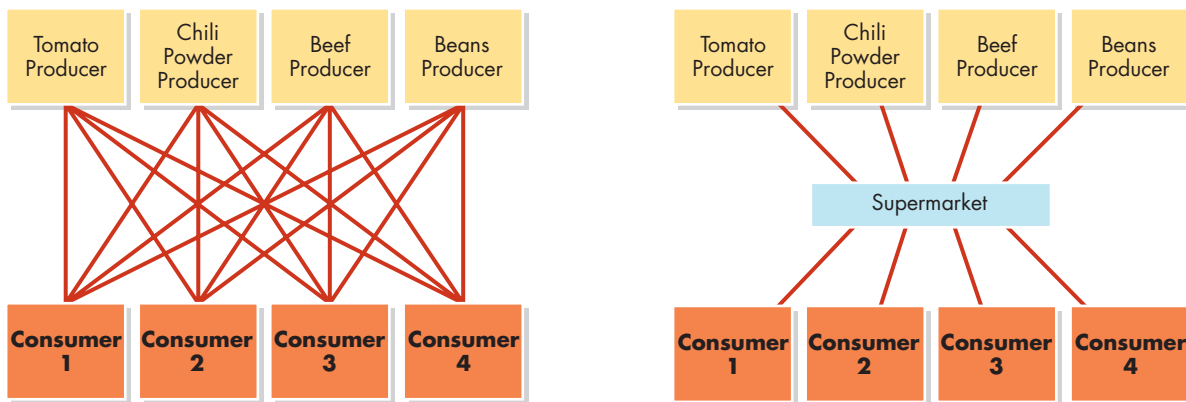 Tomato
Producer
Chili
Powder
Producer
Beef
Producer
Beans
Producer
Consumer
1
Consumer
2
Consumer
3
Consumer
4
Tomato
Producer
Chili
Powder
Producer
Beef
Producer
Beans
Producer
Supermarket
Consumer
1
Consumer
2
Consumer
3
Consumer
4